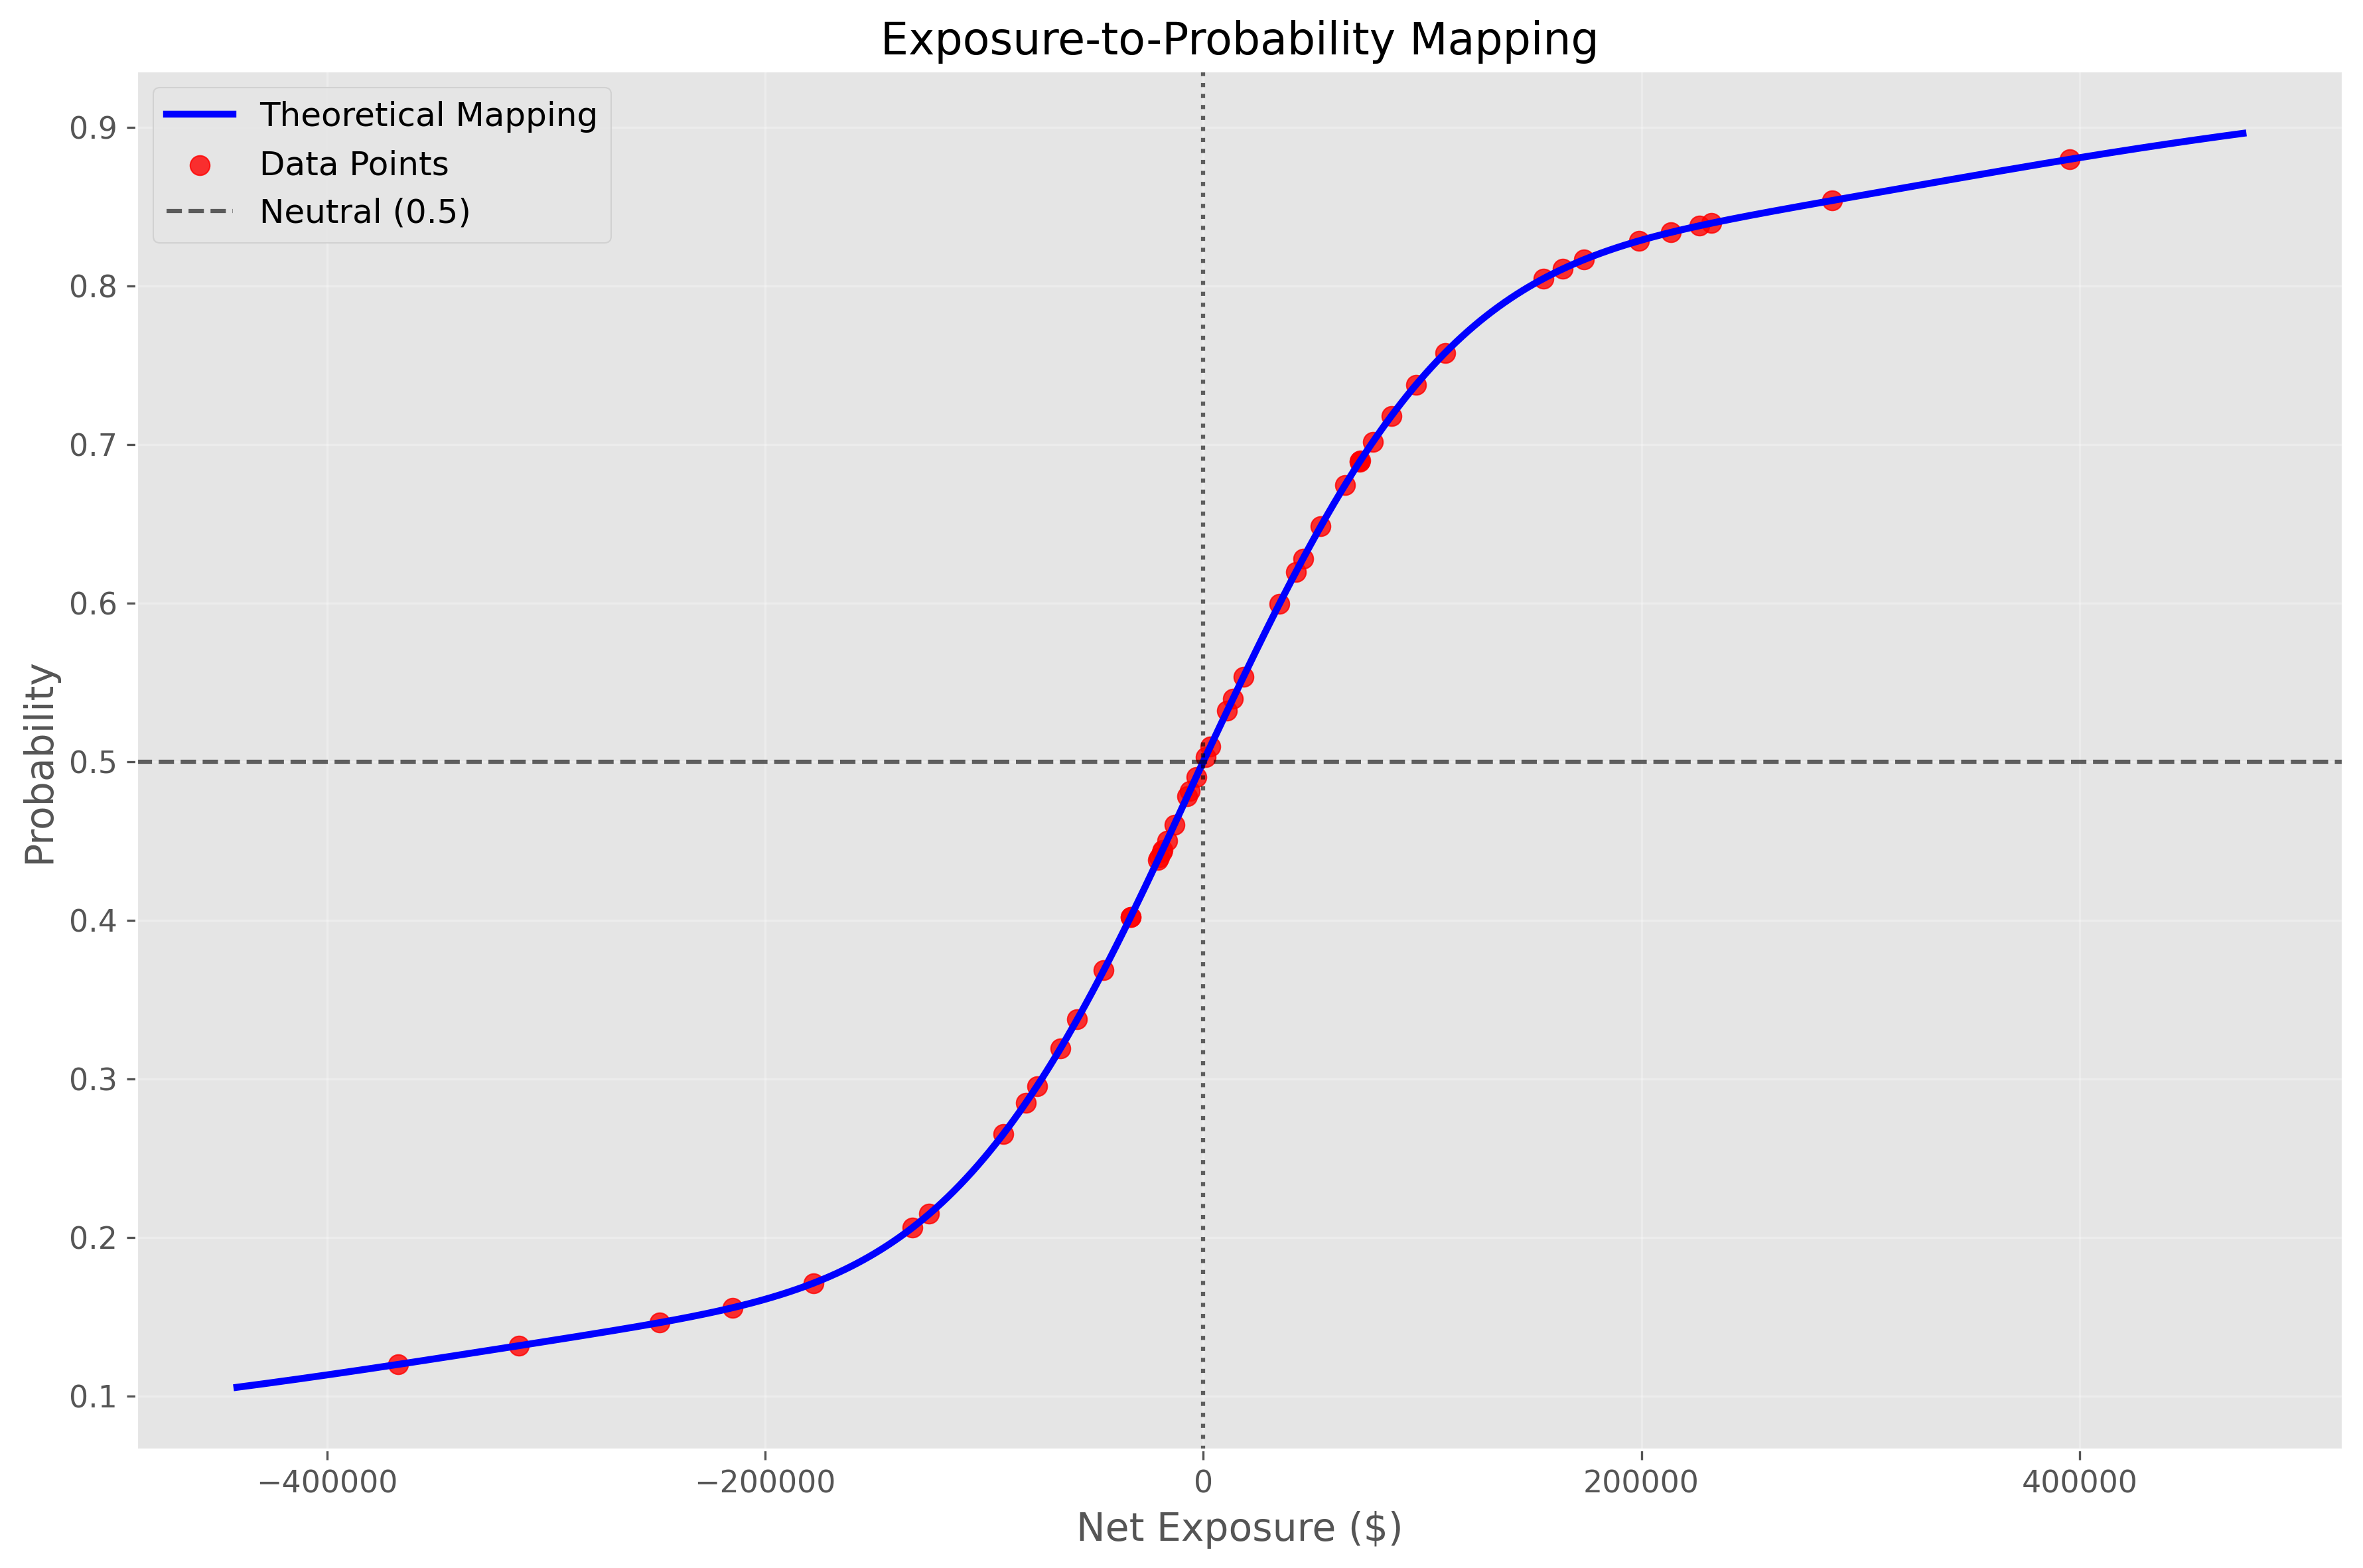 Exposure-to-Probability Mapping
Theoretical Mapping
Data Points
Neutral (0.5)
0.9
0.8
0.7
0.6
0.5
0.4
0.3
0.2
0.1
Probability
−400000
−200000
0
200000
400000
Net Exposure ($)